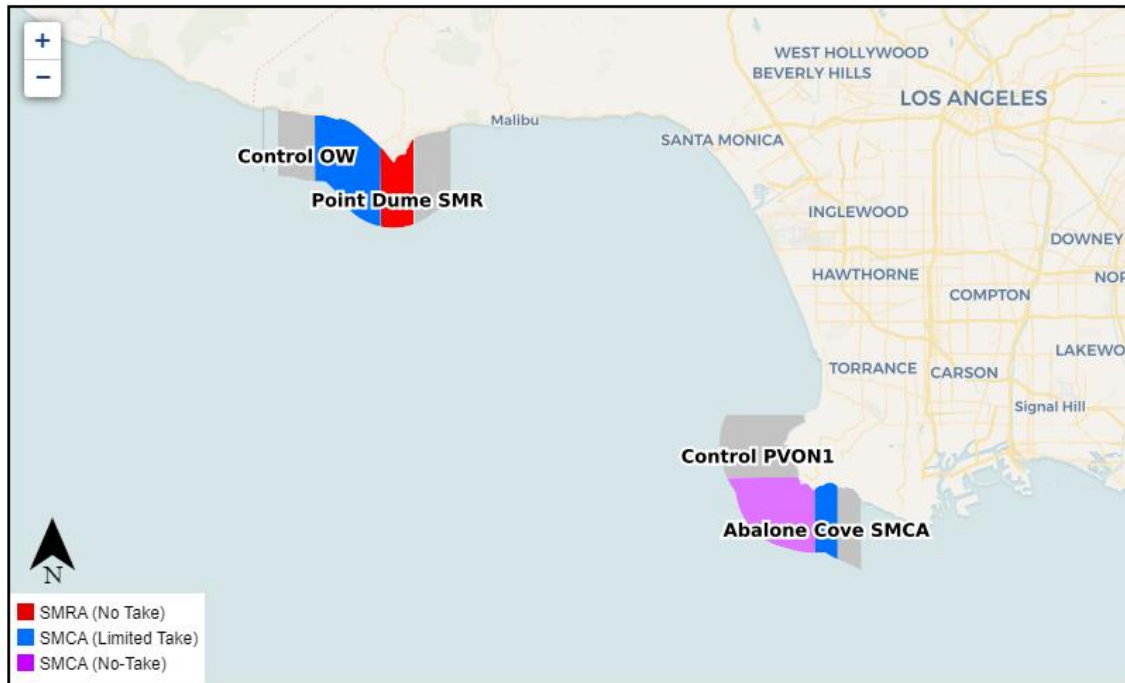 +
−
WEST HOLLYWOOD
BEVERLY HILLS
LOS ANGELES
Malibu
SANTA MONICA
Control OW
Point Dume SMR
INGLEWOOD
DOWNEY
HAWTHORNE
NOR
COMPTON
LAKEWO
TORRANCE
CARSON
Signal Hill
Control PVON1
Abalone Cove SMCA
N
SMRA (No Take)
SMCA (Limited Take)
SMCA (No-Take)